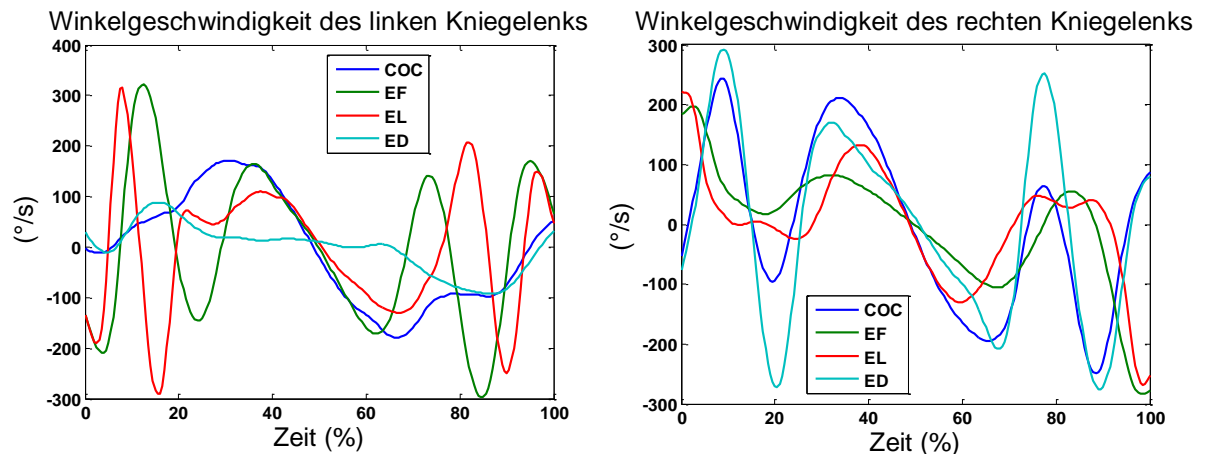 Winkelgeschwindigkeit des linken Kniegelenks
400
300
200
100
0
-100
-200
-300
(°/s)
COC
EF
EL
ED
0 20 40 60 80 100
Zeit (%)
Winkelgeschwindigkeit des rechten Kniegelenks
300
200
100
0
-100
-200
-300
(°/s)
COC
EF
EL
ED
0 20 40 60 80 100
Zeit (%)